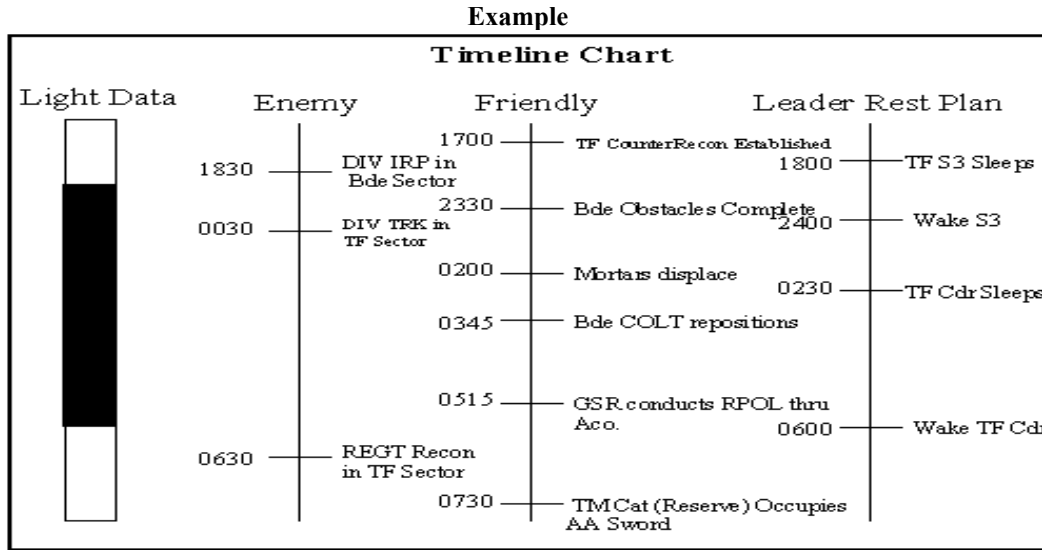 Example
Timeline Chart
Light Data
Enemy
1830
DIV IRP in
Bde Sector
0030
DIV TRK in
TF Sector
0630
REGT Recon
in TF Sector
Friendly
1700
TF CounterRecon Established
2330
Bde Obstacles Complete
0200
Mortars displace
0345
Bde COLT repositions
0515
GSR conducts RPOL thru
Aco.
0730
TM Cat (Reserve) Occupies
AA Sword
Leader Rest Plan
1800
TF S3 Sleeps
2400
Wake S3
0230
TF Cdr Sleeps
0600
Wake TF Cdr